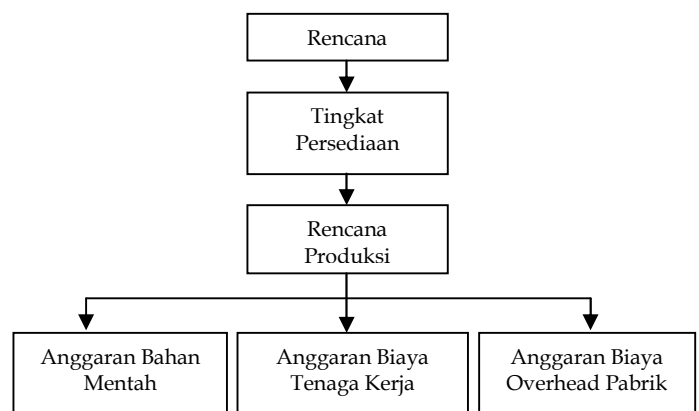 Rencana
Tingkat
Persediaan
Rencana
Produksi
Anggaran Bahan
Mentah
Anggaran Biaya
Tenaga Kerja
Anggaran Biaya
Overhead Pabrik